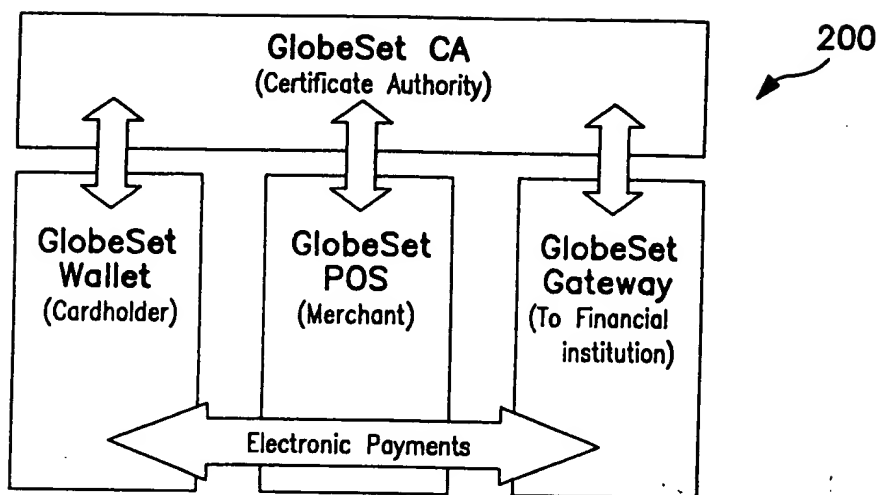 GlobeSet CA
(Certificate Authority)
200
GlobeSet
Wallet
(Cardholder)
GlobeSet
POS
(Merchant)
GlobeSet
Gateway
(To Financial
institution)
Electronic Payments